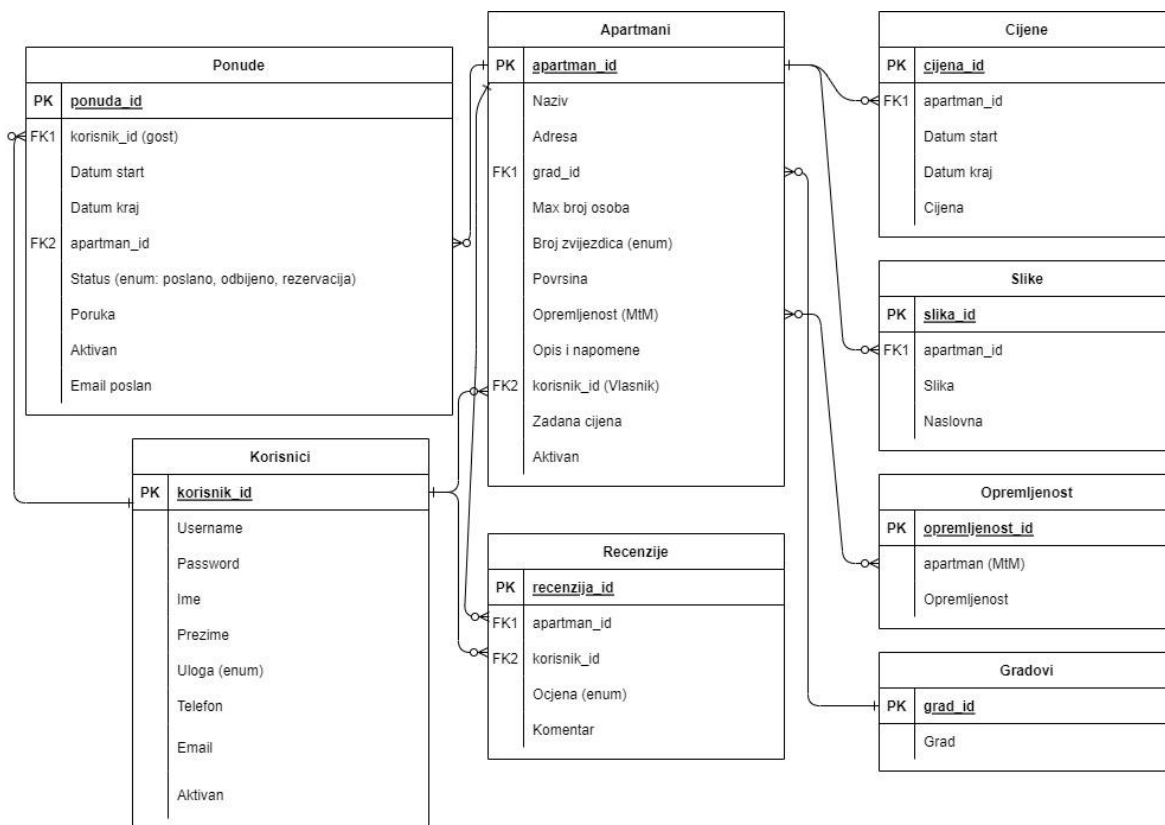 Ponude
PK ponuda_id
FK1 korisnik_id (gost)
Datum start
Datum kraj
FK2 apartman_id
Status (enum: poslano, odbijeno, rezervacija)
Poruka
Aktivan
Email poslan
Korisnici
PK korisnik_id
Username
Password
Ime
Prezime
Uloga (enum)
Telefon
Email
Aktivan
Apartmani
PK apartman_id
Naziv
Adresa
FK1 grad_id
Max broj osoba
Broj zvijezdica (enum)
Povrsina
Opremljenost (MtM)
Opis i napomene
FK2 korisnik_id (Vlasnik)
Zadana cijena
Aktivan
Recenzije
PK recenzija_id
FK1 apartman_id
FK2 korisnik_id
Ocjena (enum)
Komentar
Cijene
PK cijena_id
FK1 apartman_id
Datum start
Datum kraj
Cijena
Slike
PK slika_id
FK1 apartman_id
Slika
Naslovna
Opremljenost
PK opremljenost_id
apartman (MtM)
Opremljenost
Gradovi
PK grad_id
Grad